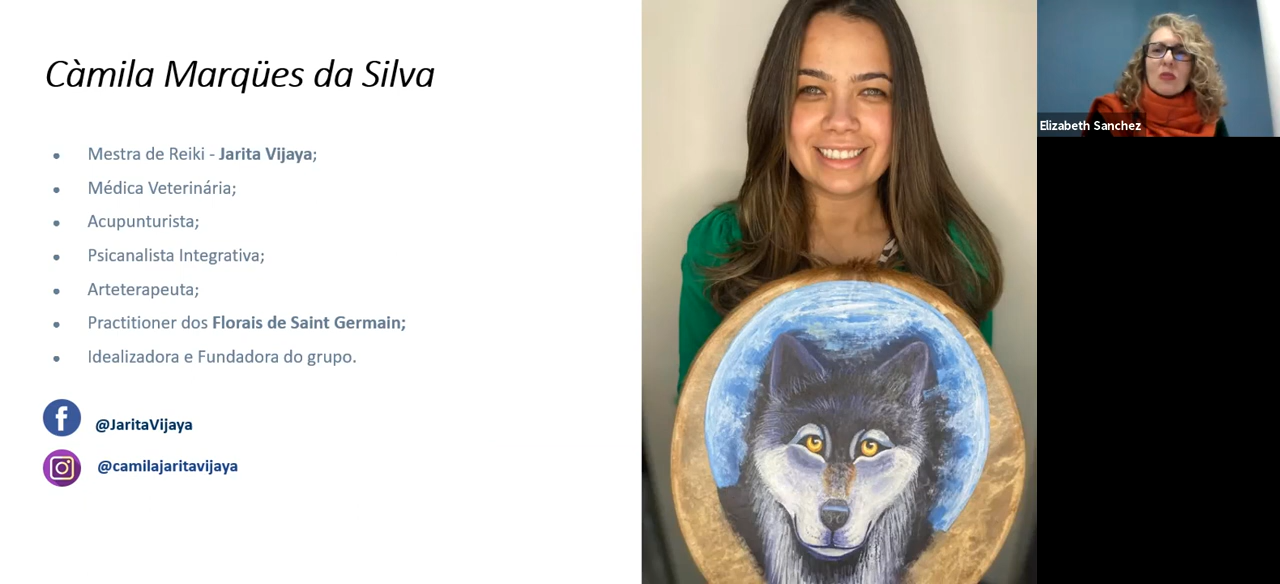 Càmila Marqües da Silva
Mestra de Reiki - Jarita Vijaya;
Médica Veterinária;
Acupunturista;
Psicanalista Integrativa;
Arteterapeuta;
Practitioner dos Florais de Saint Germain;
Idealizadora e Fundadora do grupo.
@JaritaVijaya
@camilajaritavijaya
Elizabeth Sanchez